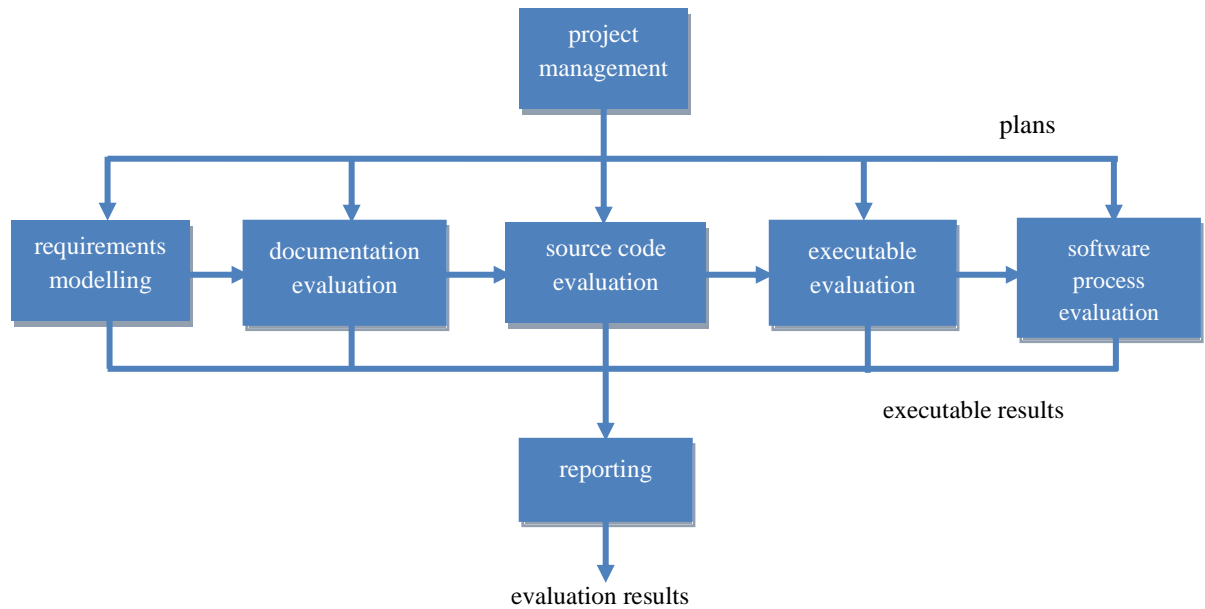 project
management
plans
requirements
modelling
documentation
evaluation
source code
evaluation
executable
evaluation
software
process
evaluation
executable results
reporting
evaluation results